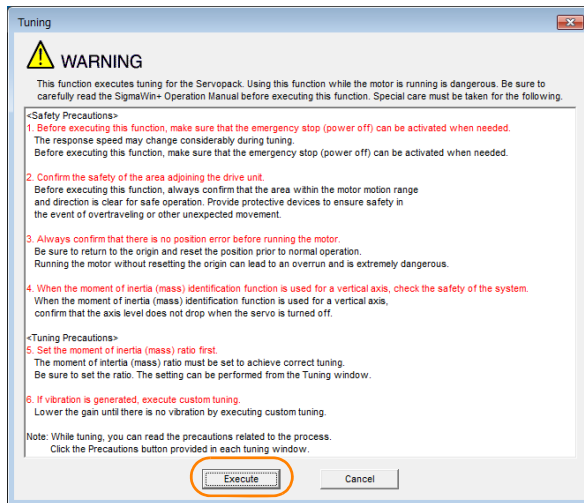 Tuning
WARNING
This function executes tuning for the Servopack. Using this function while the motor is running is dangerous. Be sure to
carefully read the SigmaWin+ Operation Manual before executing this function. Special care must be taken for the following.
<Safety Precautions>
1. Before executing this function, make sure that the emergency stop (power off) can be activated when needed.
The response speed may change considerably during tuning.
Before executing this function, make sure that the emergency stop (power off) can be activated when needed.
2. Confirm the safety of the area adjoining the drive unit.
Before executing this function, always confirm that the area within the motor motion range
and direction is clear for safe operation. Provide protective devices to ensure safety in
the event of overtraveling or other unexpected movement.
3. Always confirm that there is no position error before running the motor.
Be sure to return to the origin and reset the position prior to normal operation.
Running the motor without resetting the origin can lead to an overrun and is extremely dangerous.
4. When the moment of inertia (mass) identification function is used for a vertical axis, check the safety of the system.
When the moment of inertia (mass) identification function is used for a vertical axis,
confirm that the axis level does not drop when the servo is turned off.
<Tuning Precautions>
5. Set the moment of inertia (mass) ratio first.
The moment of intertia (mass) ratio must be set to achieve correct tuning.
Be sure to set the ratio. The setting can be performed from the Tuning window.
6. If vibration is generated, execute custom tuning.
Lower the gain until there is no vibration by executing custom tuning.
Note: While tuning, you can read the precautions related to the process.
Click the Precautions button provided in each tuning window.
Execute Cancel